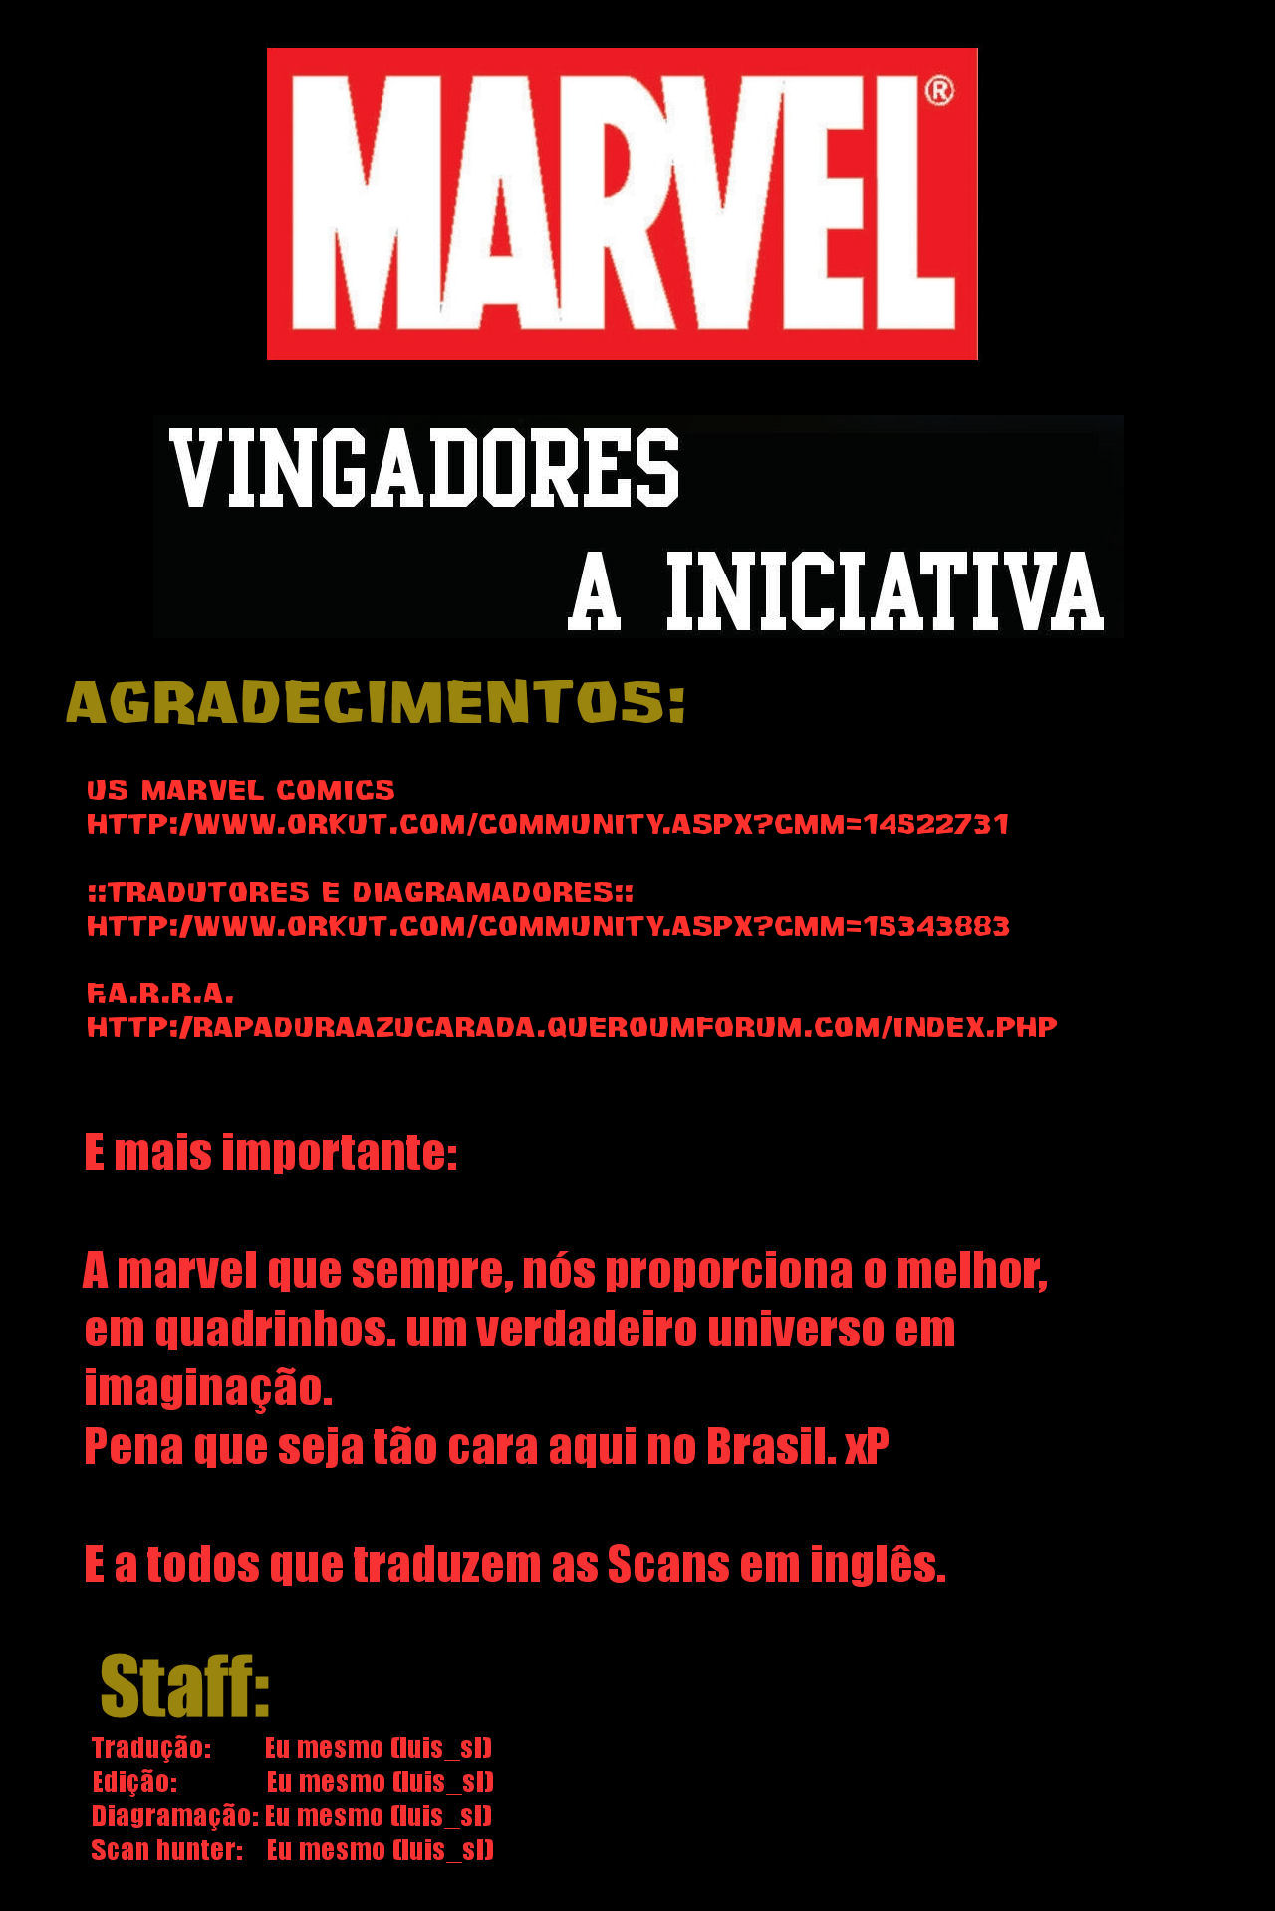 MARVEL®
VINGADORES
A INICIATIVA
AGRADECIMENTOS:
US MARVEL COMICS
HTTP://WWW.ORKUT.COM/COMMUNITY.ASPX?CMM=14522731
::TRADUTORES E DIAGRAMADORES::
HTTP://WWW.ORKUT.COM/COMMUNITY.ASPX?CMM=15343883
F.A.R.R.A.
HTTP://RAPADURAAZUCARADA.QUEROUMFORUM.COM/INDEX.PHP
E mais importante:
A marvel que sempre, nós proporciona o melhor,
em quadrinhos. um verdadeiro universo em
imaginação.
Pena que seja tão cara aqui no Brasil. xP
E a todos que traduzem as Scans em inglês.
Staff:
Tradução: Eu mesmo (luis_sl)
Edição: Eu mesmo (luis_sl)
Diagramação: Eu mesmo (luis_sl)
Scan hunter: Eu mesmo (luis_sl)